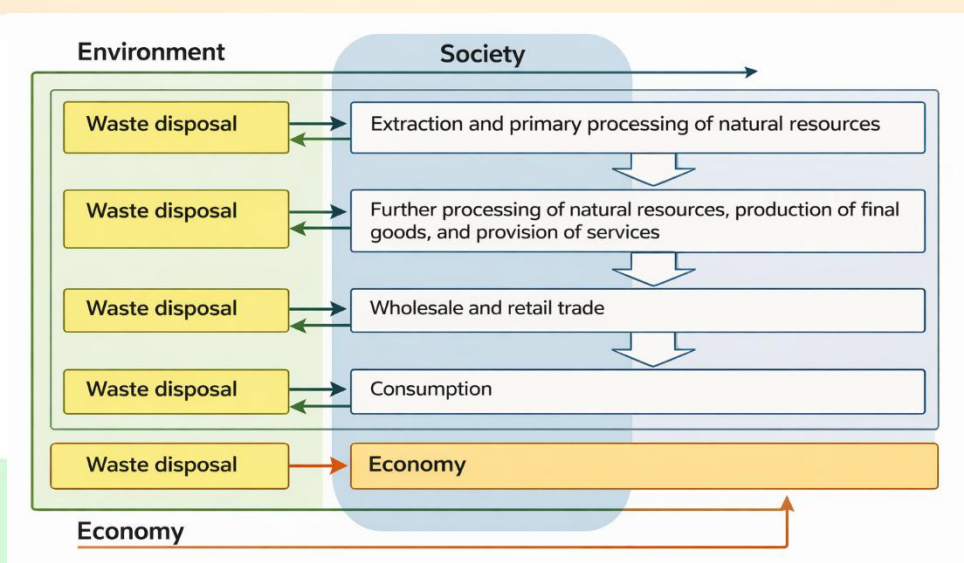 Environment
Society
Waste disposal
Extraction and primary processing of natural resources
Waste disposal
Further processing of natural resources, production of final
goods, and provision of services
Waste disposal
Wholesale and retail trade
Waste disposal
Consumption
Waste disposal
Economy
Economy